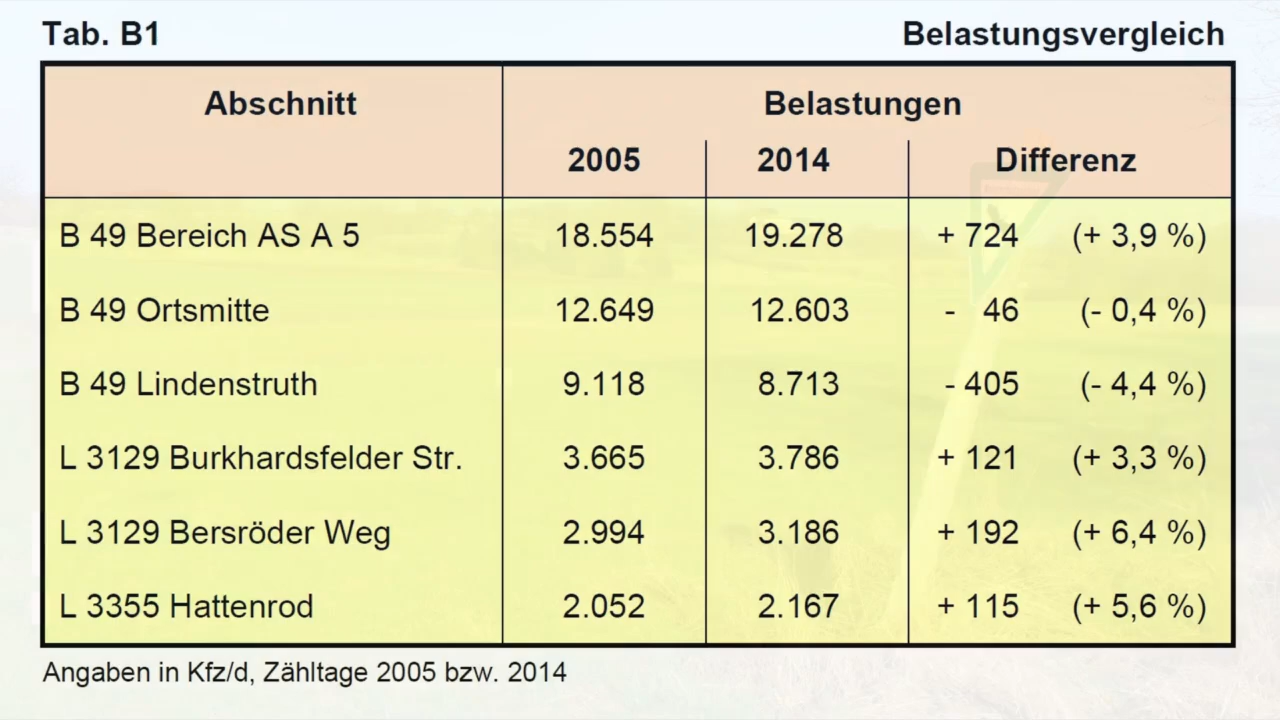 Tab. B1 Belastungsvergleich
Abschnitt Belastungen
2005 2014 Differenz
B 49 Bereich AS A 5 18.554 19.278 + 724 (+ 3,9 %)
B 49 Ortsmitte 12.649 12.603 - 46 (- 0,4 %)
B 49 Lindenstruth 9.118 8.713 - 405 (- 4,4 %)
L 3129 Burkhardsfelder Str. 3.665 3.786 + 121 (+ 3,3 %)
L 3129 Bersröder Weg 2.994 3.186 + 192 (+ 6,4 %)
L 3355 Hattenrod 2.052 2.167 + 115 (+ 5,6 %)
Angaben in Kfz/d, Zähltage 2005 bzw. 2014